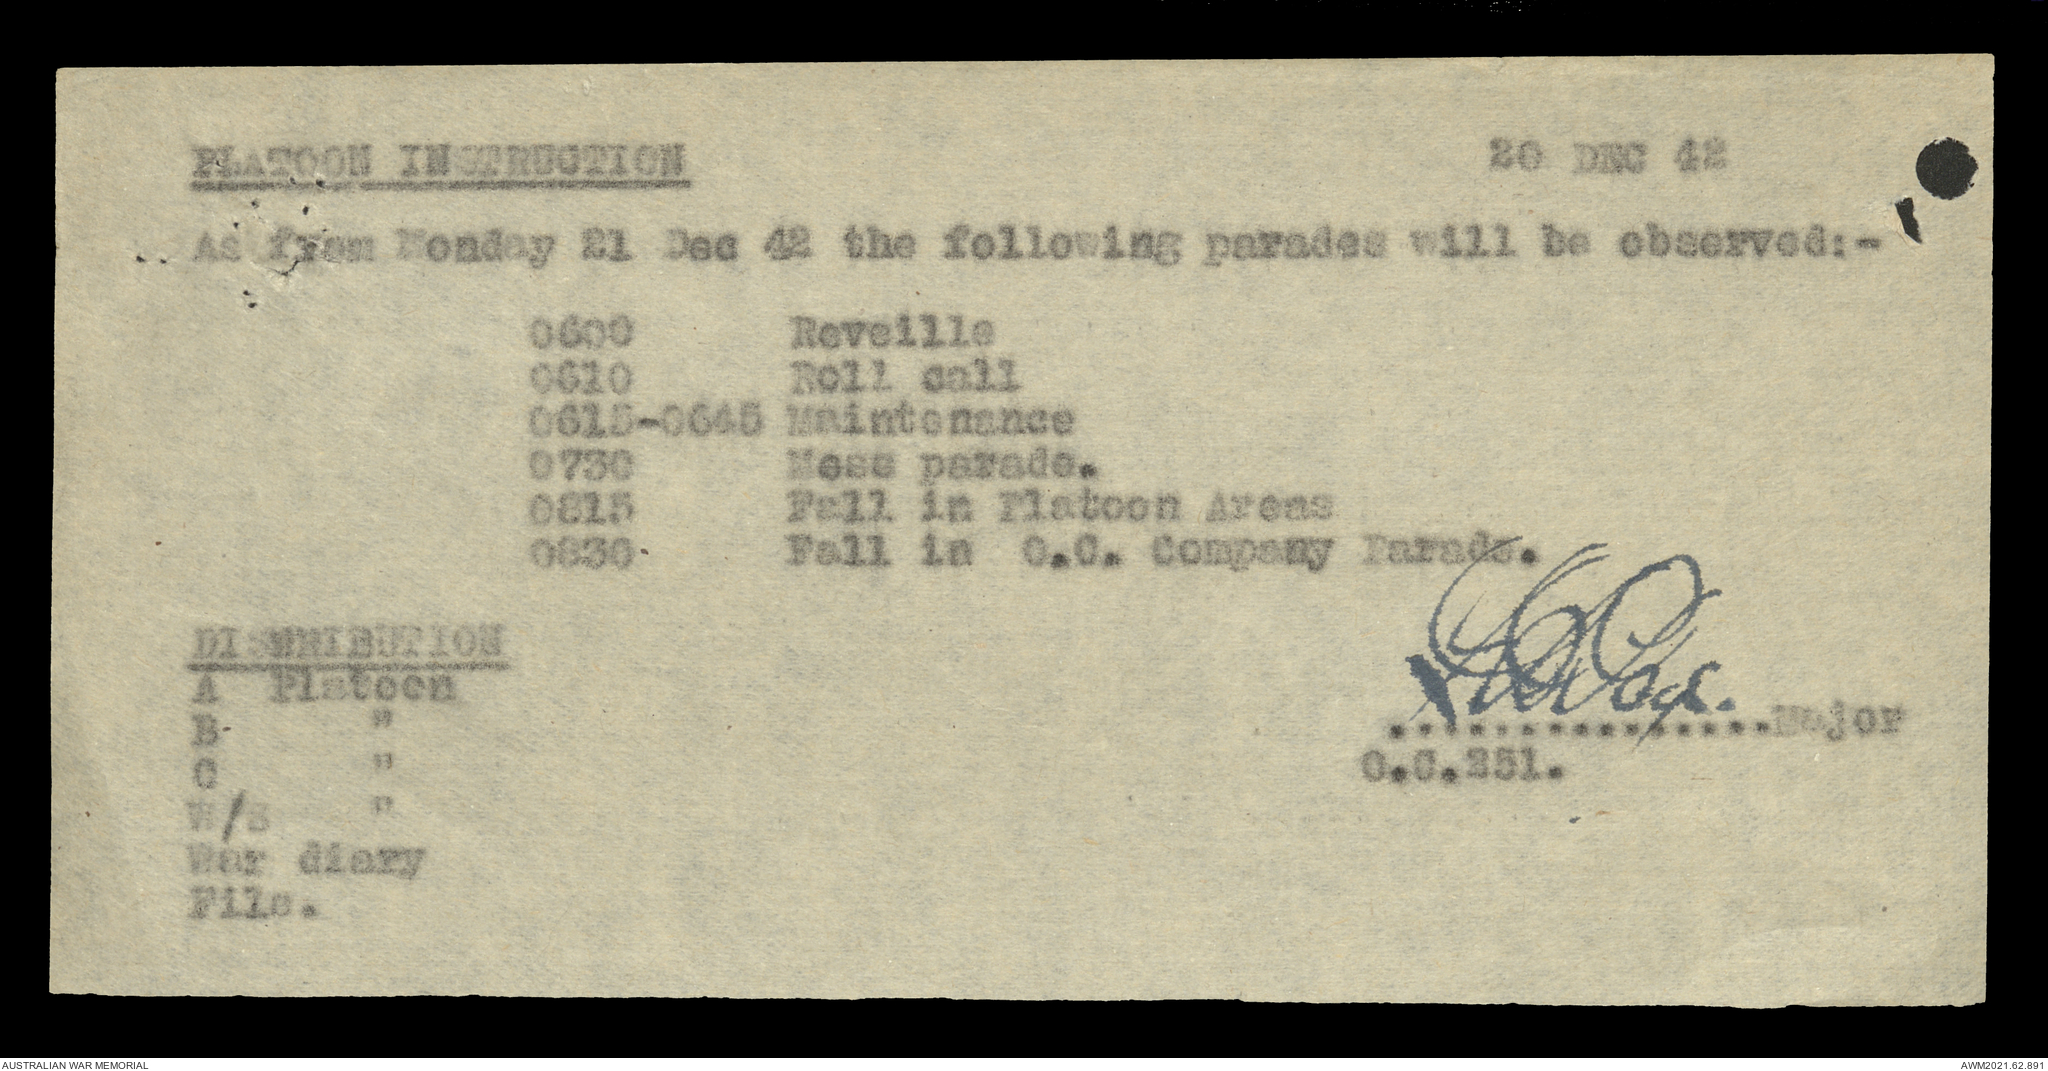 PLATOON INSTRUCTION 20 DEC 42
As from Monday 21 Dec 42 the following parades will be observed:-
0600 Reveille
0610 Roll call
0615-0645 Maintenance
0730 Mess parade.
0815 Fall in Platoon Areas
0830 Fall in O.C. Company Parade.
DISTRIBUTION
A Platoon
B "
C "
W/S "
War diary
File.
...............Major
O.C.251.
AUSTRALIAN WAR MEMORIAL AWM2021.62.891